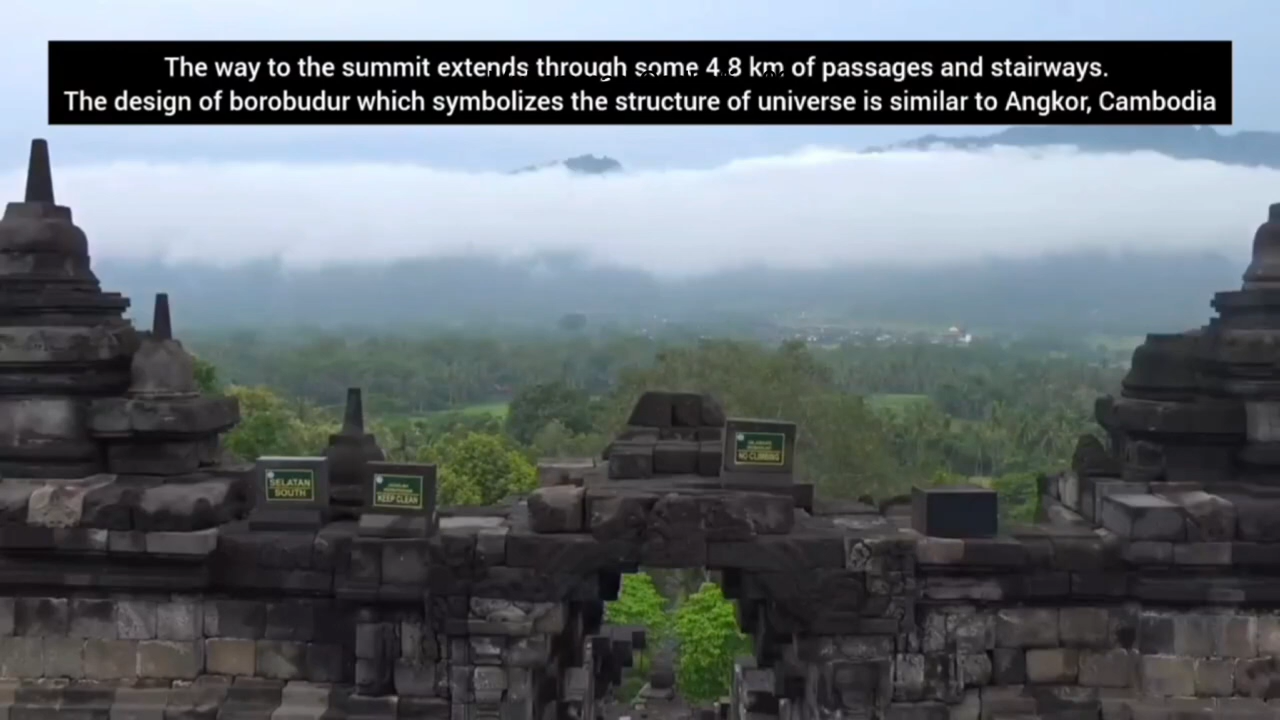 The way to the summit extends through some 4.8 km of passages and stairways.
The design of borobudur which symbolizes the structure of universe is similar to Angkor, Cambodia
NO CLIMBING
SELATAN
SOUTH
KEEP CLEAN